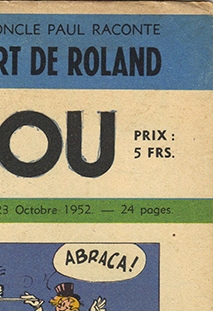 ONCLE PAUL RACONTE
RT DE ROLAND
OU
PRIX :
5 FRS.
23 Octobre 1952. — 24 pages
ABRACA!